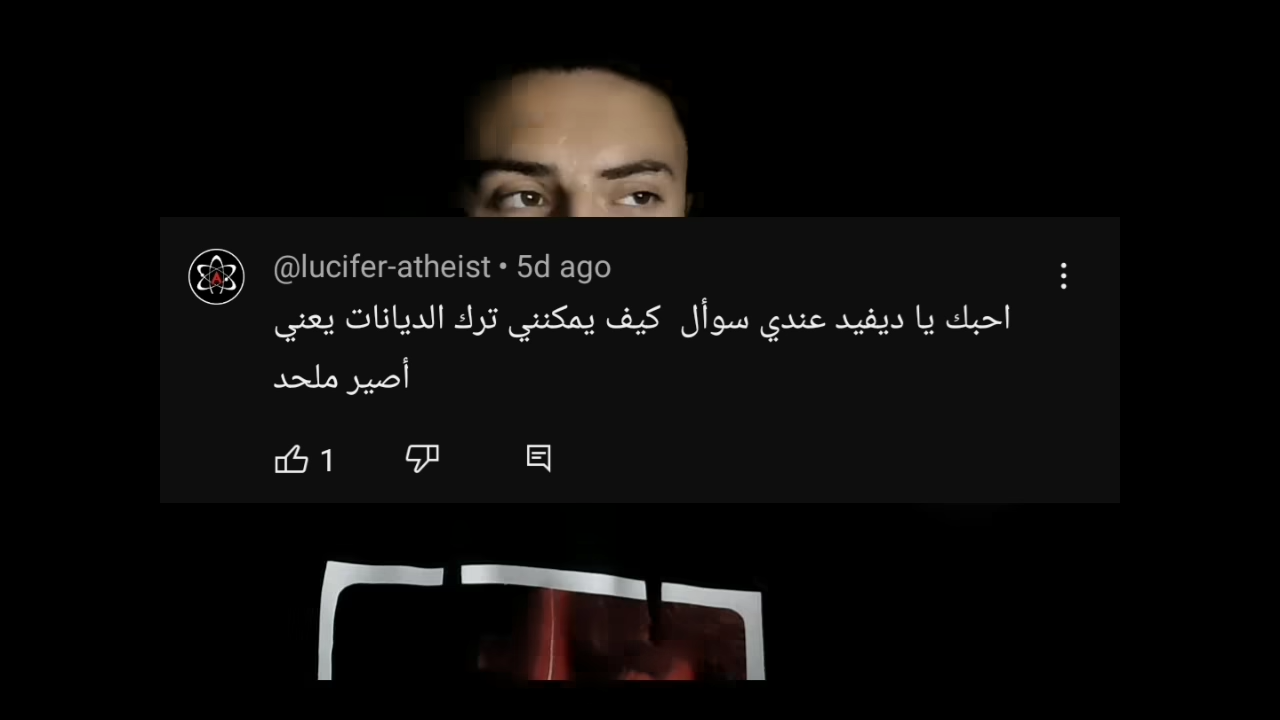 @lucifer-atheist • 5d ago
احبك يا ديفيد عندي سوأل كيف يمكنني ترك الديانات يعني
أصير ملحد
1